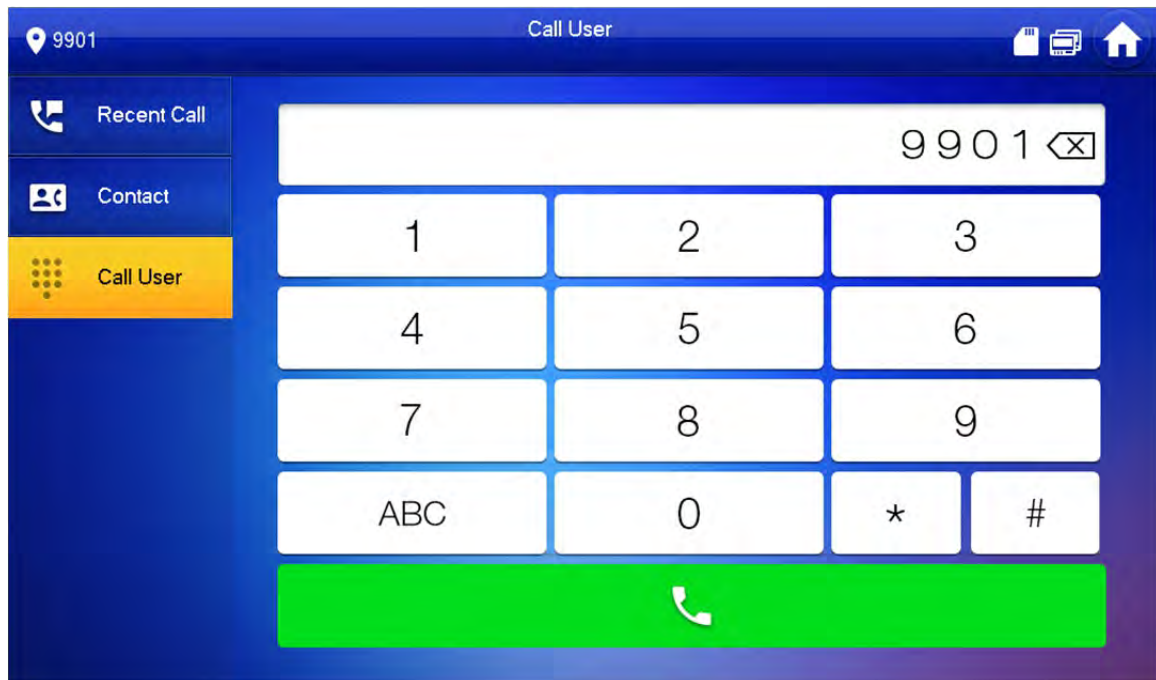 9901
Call User
Recent Call
Contact
Call User
9901
1 2 3
4 5 6
7 8 9
ABC 0 * #